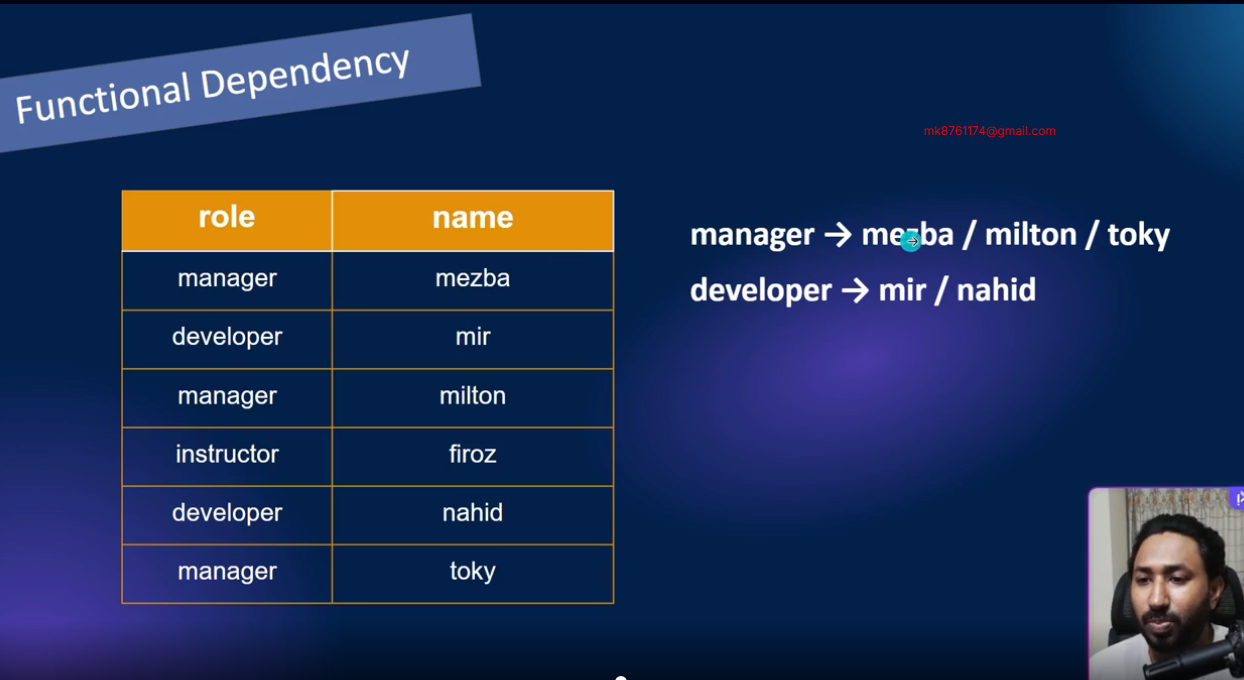 Functional Dependency
mk8761174@gmail.com
role name
manager mezba
developer mir
manager milton
instructor firoz
developer nahid
manager toky
manager → mezba / milton / toky
developer → mir / nahid